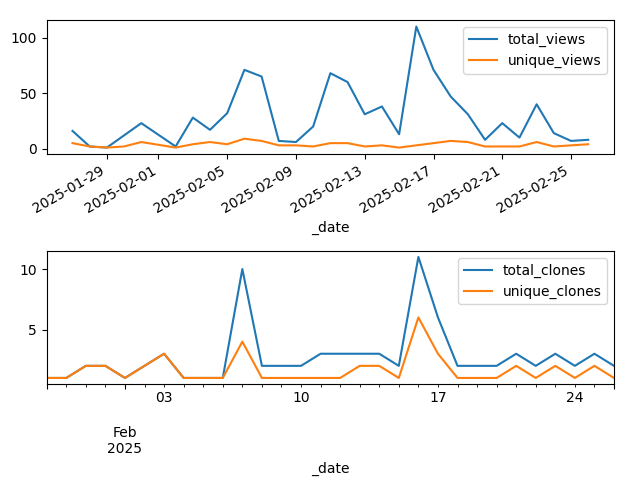 100
50
0
total_views
unique_views
2025-01-29
2025-02-01
2025-02-05
2025-02-09
2025-02-13
2025-02-17
2025-02-21
2025-02-25
_date
10
5
total_clones
unique_clones
03
10
17
24
Feb
2025
_date